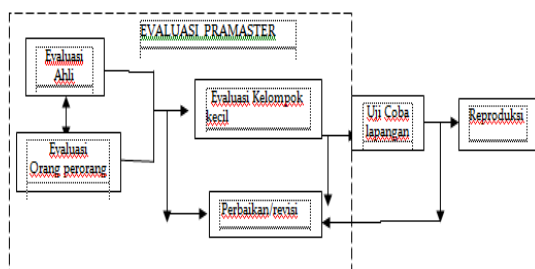 EVALUASI PRAMASTER
Evaluasi
Ahli
Evaluasi
Orang perorang
Evaluasi Kelompok
kecil
Perbaikan/revisi
Uji Coba
lapangan
Reproduksi